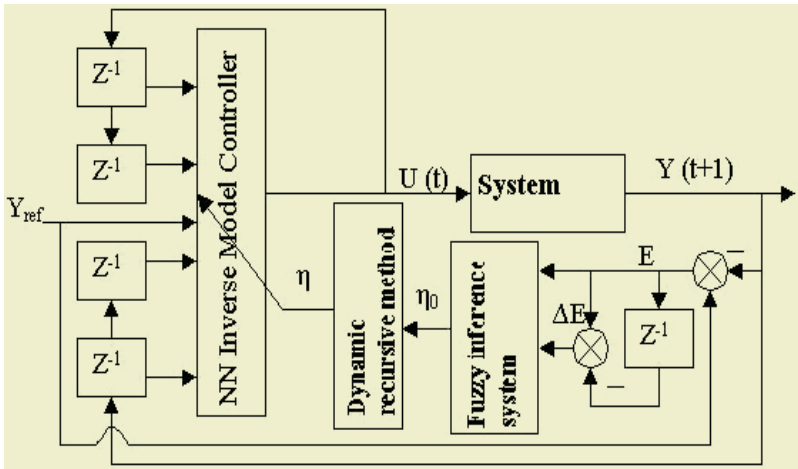 Z-1
Z-1
Yref
Z-1
Z-1
NN Inverse Model Controller
U (t)
System
Y (t+1)
η
Dynamic
recursive method
η0
Fuzzy inference
system
E
ΔE
Z-1
–
–